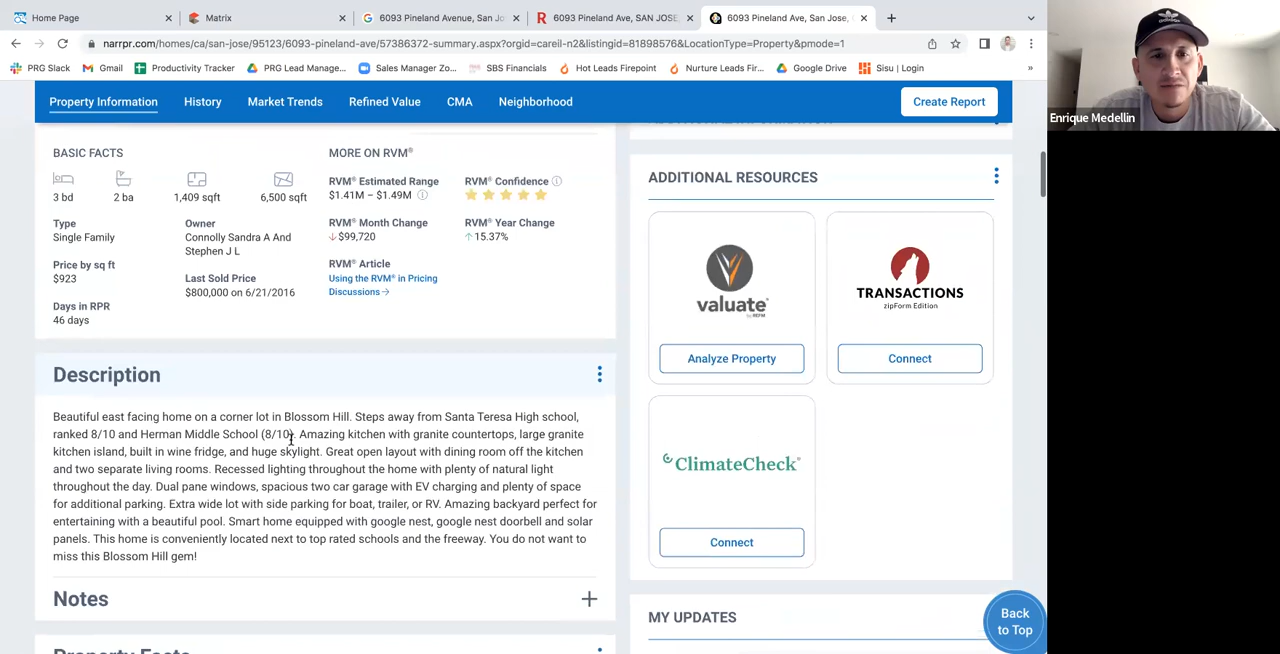 Home Page
Matrix
6093 Pineland Avenue, San Jo
6093 Pineland Ave, SAN JOSE
6093 Pineland Ave, San Jose,
narrpr.com/homes/ca/san-jose/95123/6093-pineland-ave/57386372-summary.aspx?orgid=careil-n2&listingid=81898576&LocationType=Property&pmode=1
PRG Slack
Gmail
Productivity Tracker
PRG Lead Manage...
Sales Manager Zo...
SBS Financials
Hot Leads Firepoint
Nurture Leads Fir...
Google Drive
Sisu | Login
»
Property Information
History
Market Trends
Refined Value
CMA
Neighborhood
Create Report
Enrique Medellin
BASIC FACTS
3 bd
2 ba
1,409 sqft
6,500 sqft
Type
Single Family
Owner
Connolly Sandra A And
Stephen J L
Price by sq ft
$923
Last Sold Price
$800,000 on 6/21/2016
Days in RPR
46 days
MORE ON RVM®
RVM® Estimated Range
$1.41M – $1.49M
RVM® Confidence
RVM® Month Change
$99,720
RVM® Year Change
15.37%
RVM® Article
Using the RVM® in Pricing
Discussions
Description
Beautiful east facing home on a corner lot in Blossom Hill. Steps away from Santa Teresa High school,
ranked 8/10 and Herman Middle School (8/10). Amazing kitchen with granite countertops, large granite
kitchen island, built in wine fridge, and huge skylight. Great open layout with dining room off the kitchen
and two separate living rooms. Recessed lighting throughout the home with plenty of natural light
throughout the day. Dual pane windows, spacious two car garage with EV charging and plenty of space
for additional parking. Extra wide lot with side parking for boat, trailer, or RV. Amazing backyard perfect for
entertaining with a beautiful pool. Smart home equipped with google nest, google nest doorbell and solar
panels. This home is conveniently located next to top rated schools and the freeway. You do not want to
miss this Blossom Hill gem!
Notes
Property Facts
ADDITIONAL INFORMATION
ADDITIONAL RESOURCES
valuate®
Analyze Property
TRANSACTIONS
zipForm Edition
Connect
ClimateCheck®
Connect
MY UPDATES
Back
to Top